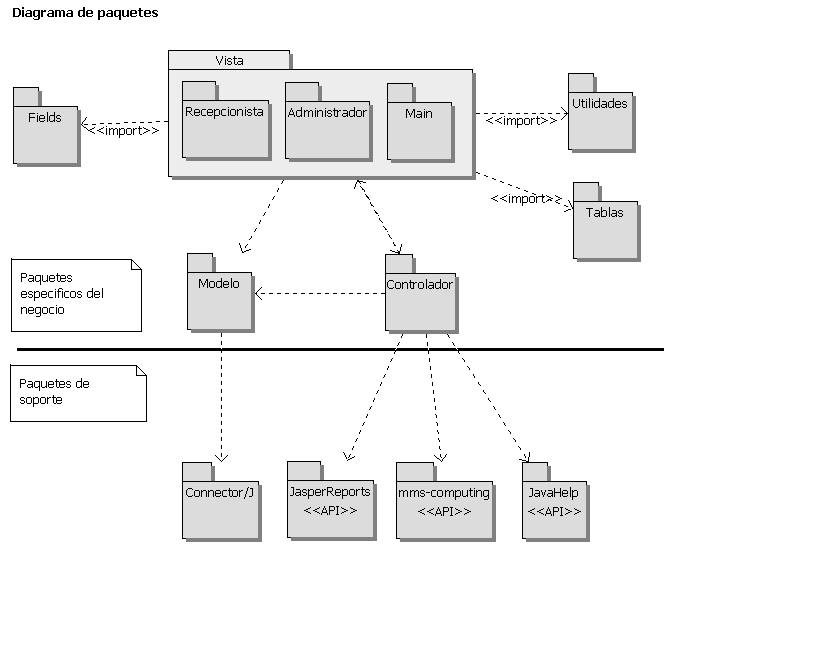 Diagrama de paquetes
Vista
Fields
Recepcionista
Administrador
Main
Utilidades
<<import>>
<<import>>
<<import>>
Tablas
Paquetes
especificos del
negocio
Modelo
Controlador
Paquetes de
soporte
Connector/J
JasperReports
<<API>>
mms-computing
<<API>>
JavaHelp
<<API>>